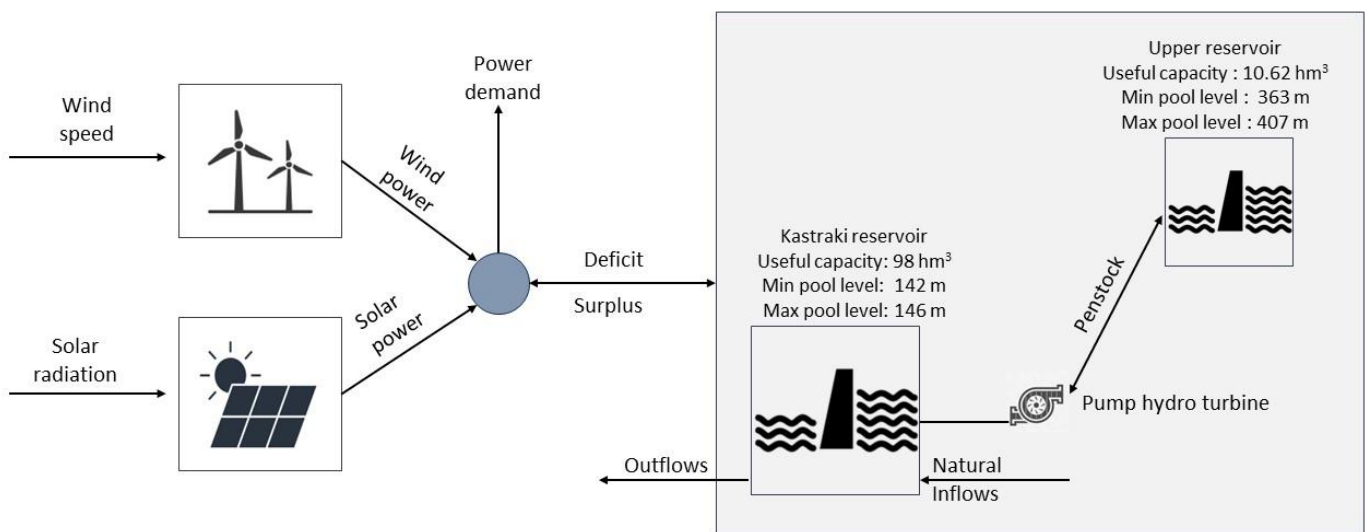 Wind
speed
Wind
power
Power
demand
Solar
radiation
Solar
power
Deficit
Surplus
Upper reservoir
Useful capacity : 10.62 hm³
Min pool level : 363 m
Max pool level : 407 m
Kastraki reservoir
Useful capacity: 98 hm³
Min pool level: 142 m
Max pool level: 146 m
Penstock
Pump hydro turbine
Outflows
Natural
Inflows